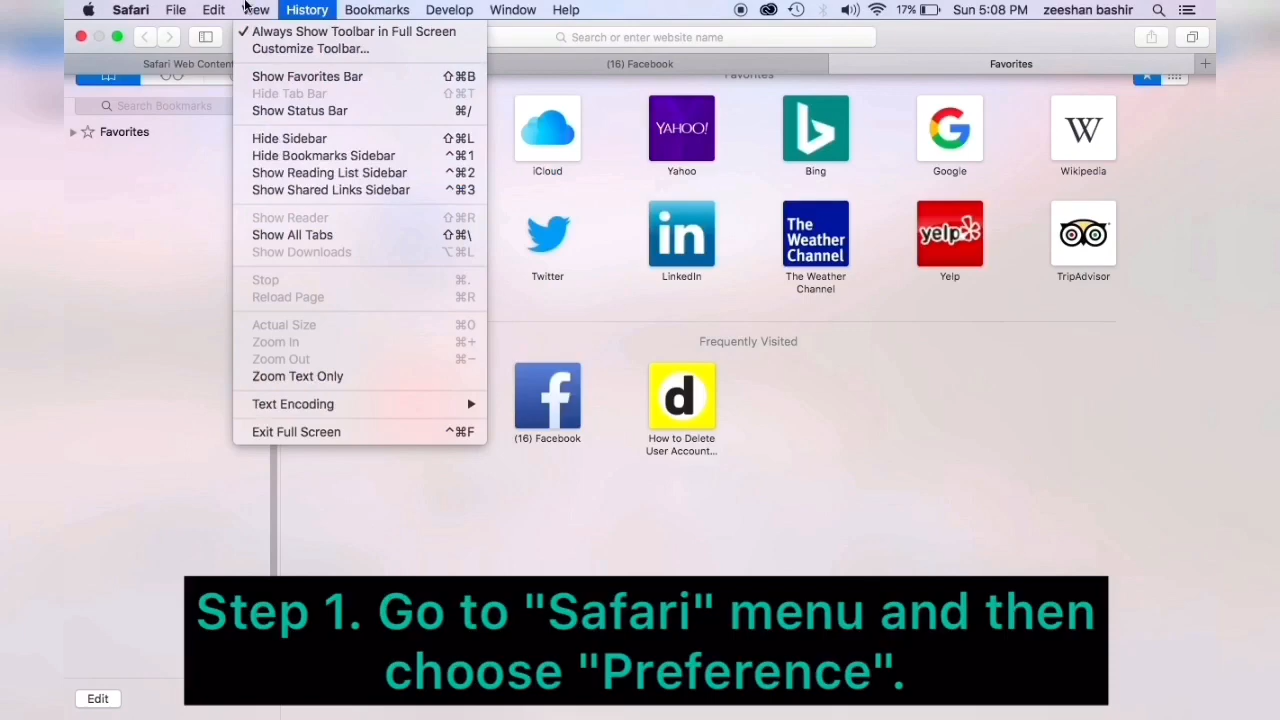 Safari File Edit View History Bookmarks Develop Window Help 17% Sun 5:08 PM zeeshan bashir
Search or enter website name
Safari Web Content (16) Facebook Favorites
Search Bookmarks
Favorites
Edit
✓ Always Show Toolbar in Full Screen
Customize Toolbar...
Show Favorites Bar ⇧⌘B
Hide Tab Bar ⇧⌘T
Show Status Bar ⌘/
Hide Sidebar ⇧⌘L
Hide Bookmarks Sidebar ^⌘1
Show Reading List Sidebar ^⌘2
Show Shared Links Sidebar ^⌘3
Show Reader ⇧⌘R
Show All Tabs ⇧⌘\
Show Downloads ⌥⌘L
Stop ⌘.
Reload Page ⌘R
Actual Size ⌘0
Zoom In ⌘+
Zoom Out ⌘−
Zoom Text Only
Text Encoding
Exit Full Screen ^⌘F
Favorites
YAHOO! W
iCloud Yahoo Bing Google Wikipedia
in The
Weather
Channel yelp
Twitter LinkedIn The Weather
Channel Yelp TripAdvisor
Frequently Visited
f d
(16) Facebook How to Delete
User Account...
Step 1. Go to "Safari" menu and then
choose "Preference".